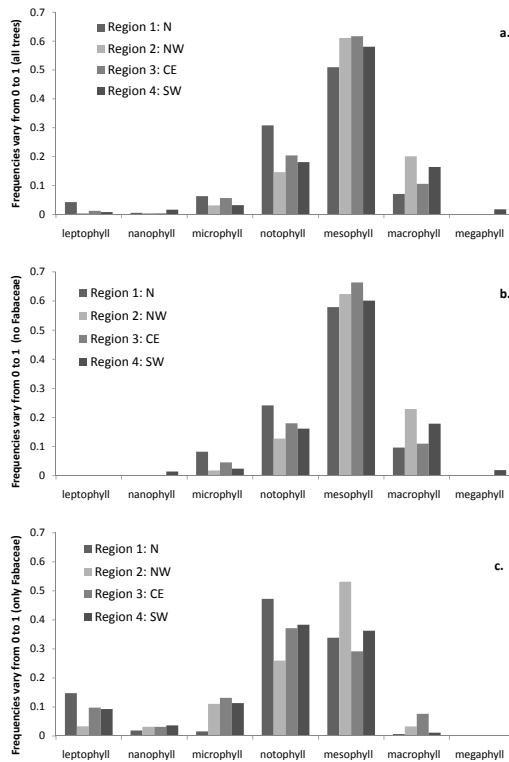 Frequencies vary from 0 to 1 (all trees)
a.
Region 1: N
Region 2: NW
Region 3: CE
Region 4: SW
0.7
0.6
0.5
0.4
0.3
0.2
0.1
0
leptophyll nanophyll microphyll notophyll mesophyll macrophyll megaphyll
Frequencies vary from 0 to 1 (no Fabaceae)
b.
Region 1: N
Region 2: NW
Region 3: CE
Region 4: SW
0.7
0.6
0.5
0.4
0.3
0.2
0.1
0
leptophyll nanophyll microphyll notophyll mesophyll macrophyll megaphyll
Frequencies vary from 0 to 1 (only Fabaceae)
c.
Region 1: N
Region 2: NW
Region 3: CE
Region 4: SW
0.7
0.6
0.5
0.4
0.3
0.2
0.1
0
leptophyll nanophyll microphyll notophyll mesophyll macrophyll megaphyll